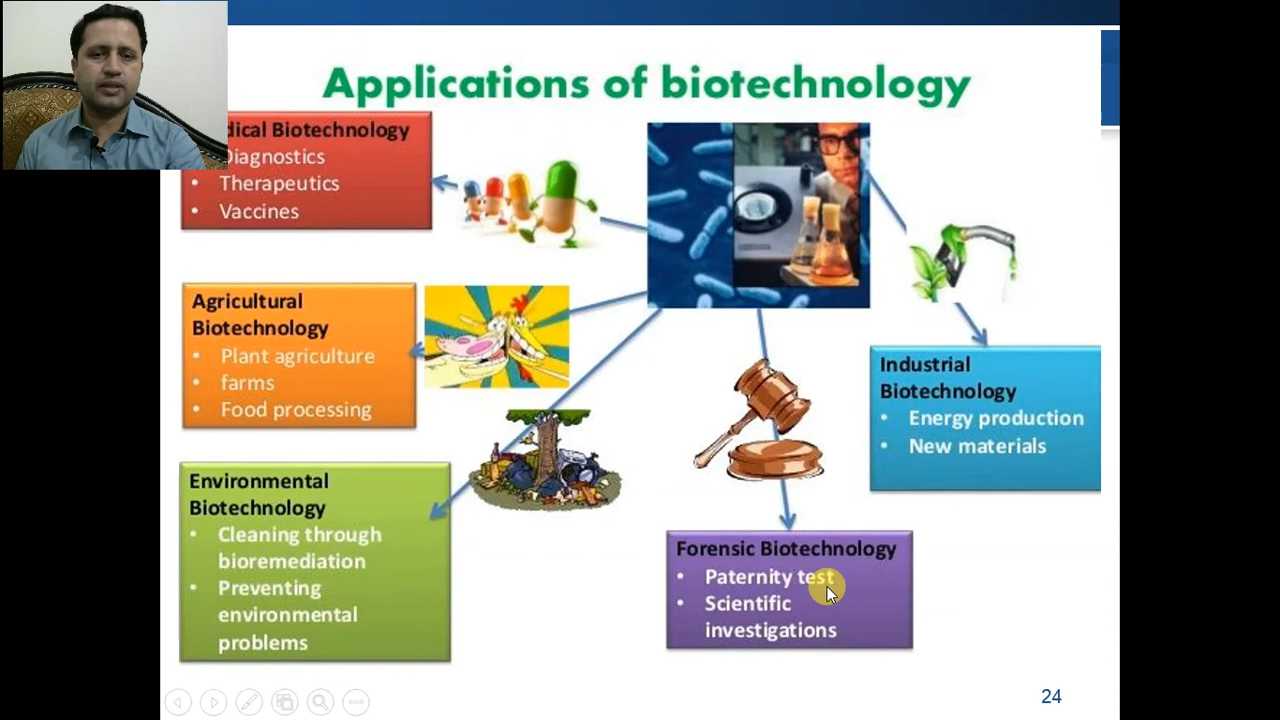 Applications of biotechnology
dical Biotechnology
Diagnostics
• Therapeutics
• Vaccines
Agricultural
Biotechnology
• Plant agriculture
• farms
• Food processing
Environmental
Biotechnology
• Cleaning through
bioremediation
• Preventing
environmental
problems
Forensic Biotechnology
• Paternity test
• Scientific
investigations
Industrial
Biotechnology
• Energy production
• New materials
24